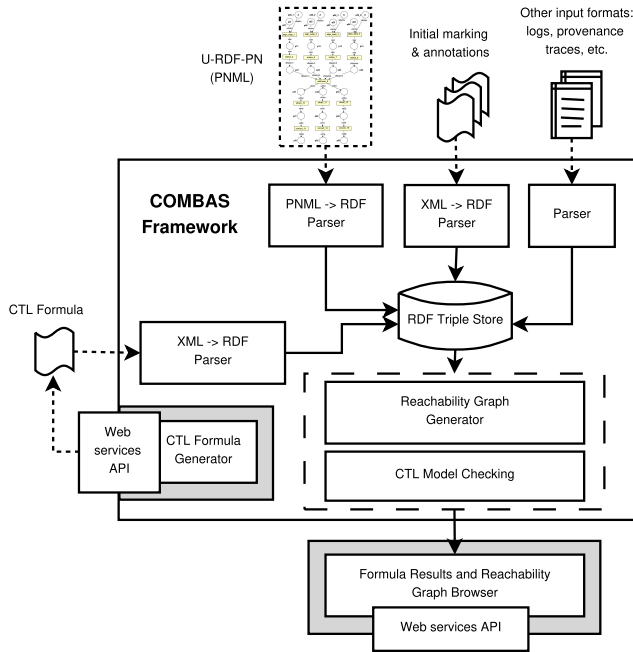 U-RDF-PN
(PNML)
Initial marking
& annotations
Other input formats:
logs, provenance
traces, etc.
COMBAS
Framework
PNML -> RDF
Parser
XML -> RDF
Parser
Parser
CTL Formula
RDF Triple Store
XML -> RDF
Parser
Reachability Graph
Generator
Web
services
API
CTL Formula
Generator
CTL Model Checking
Formula Results and Reachability
Graph Browser
Web services API